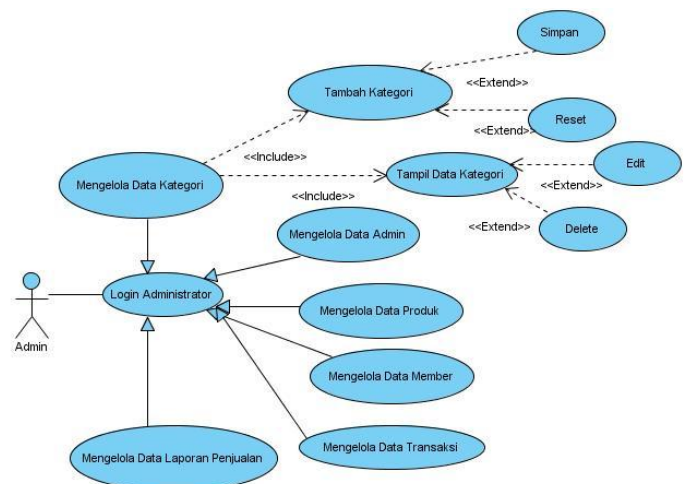 Simpan
<<Extend>>
Tambah Kategori
Reset
<<Extend>>
<<Include>>
Edit
Tampil Data Kategori
Mengelola Data Kategori
<<Extend>>
<<Include>>
<<Extend>>
Delete
Mengelola Data Admin
Login Administrator
Mengelola Data Produk
Admin
Mengelola Data Member
Mengelola Data Transaksi
Mengelola Data Laporan Penjualan